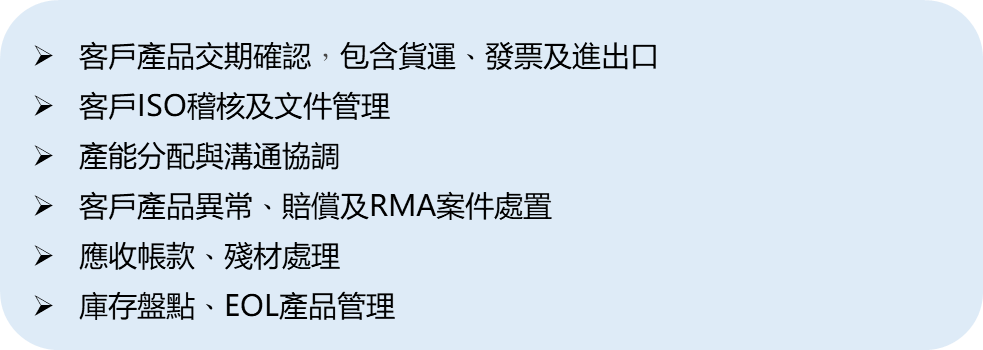 ➢ 客戶產品交期確認，包含貨運、發票及進出口
➢ 客戶ISO稽核及文件管理
➢ 產能分配與溝通協調
➢ 客戶產品異常、賠償及RMA案件處置
➢ 應收帳款、殘材處理
➢ 庫存盤點、EOL產品管理